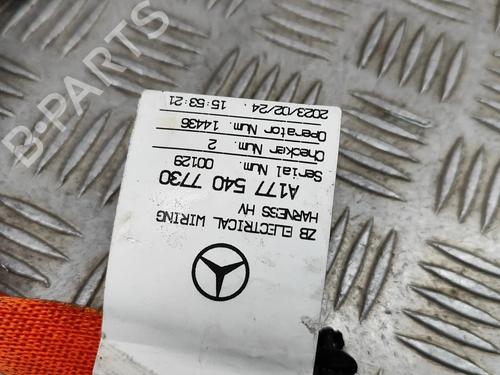 ZB ELECTRICAL WIRING
HARNESS HV
A177 540 7730
Serial Num. 00129
Checker Num. 2
Operator Num. 14436
2023/02/24. 15:53:21
B-PARTS